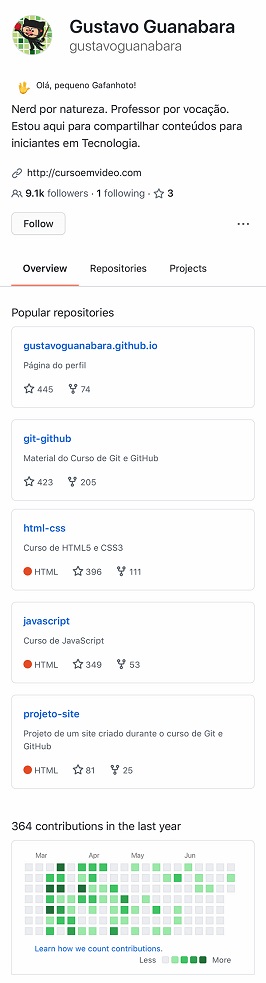 Gustavo Guanabara
gustavoguanabara
Olá, pequeno Gafanhoto!
Nerd por natureza. Professor por vocação.
Estou aqui para compartilhar conteúdos para
iniciantes em Tecnologia.
http://cursoemvideo.com
9.1k followers · 1 following · 3
Follow
Overview Repositories Projects
Popular repositories
gustavoguanabara.github.io
Página do perfil
445 74
git-github
Material do Curso de Git e GitHub
423 205
html-css
Curso de HTML5 e CSS3
HTML 396 111
javascript
Curso de JavaScript
HTML 349 53
projeto-site
Projeto de um site criado durante o curso de Git e
GitHub
HTML 81 25
364 contributions in the last year
Mar Apr May Jun
Learn how we count contributions.
Less More